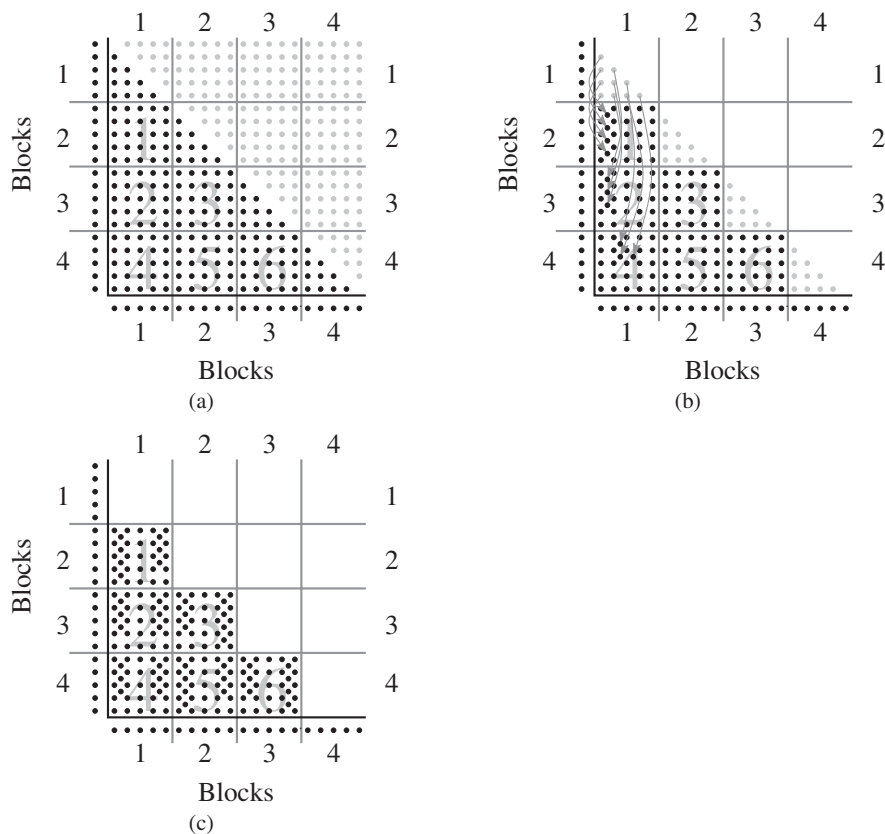 1 2 3 4
1 2 3 4
1 1 1
2 1 2 1 2
3 2 3 3 2 3 3
4 4 5 6 4 4 5 6 4
Blocks
Blocks
1 2 3 4
1 2 3 4
Blocks
Blocks
(a)
(b)
1 2 3 4
1 1
2 1 2
3 2 3 3
4 4 5 6 4
Blocks
1 2 3 4
Blocks
(c)